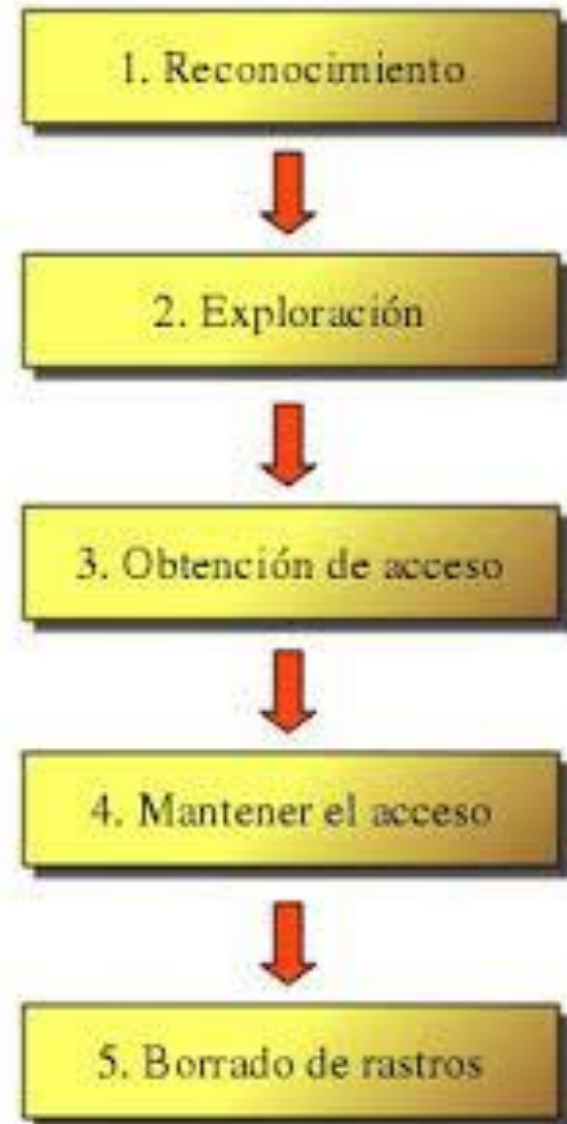 1. Reconocimiento
2. Exploración
3. Obtención de acceso
4. Mantener el acceso
5. Borrado de rastros